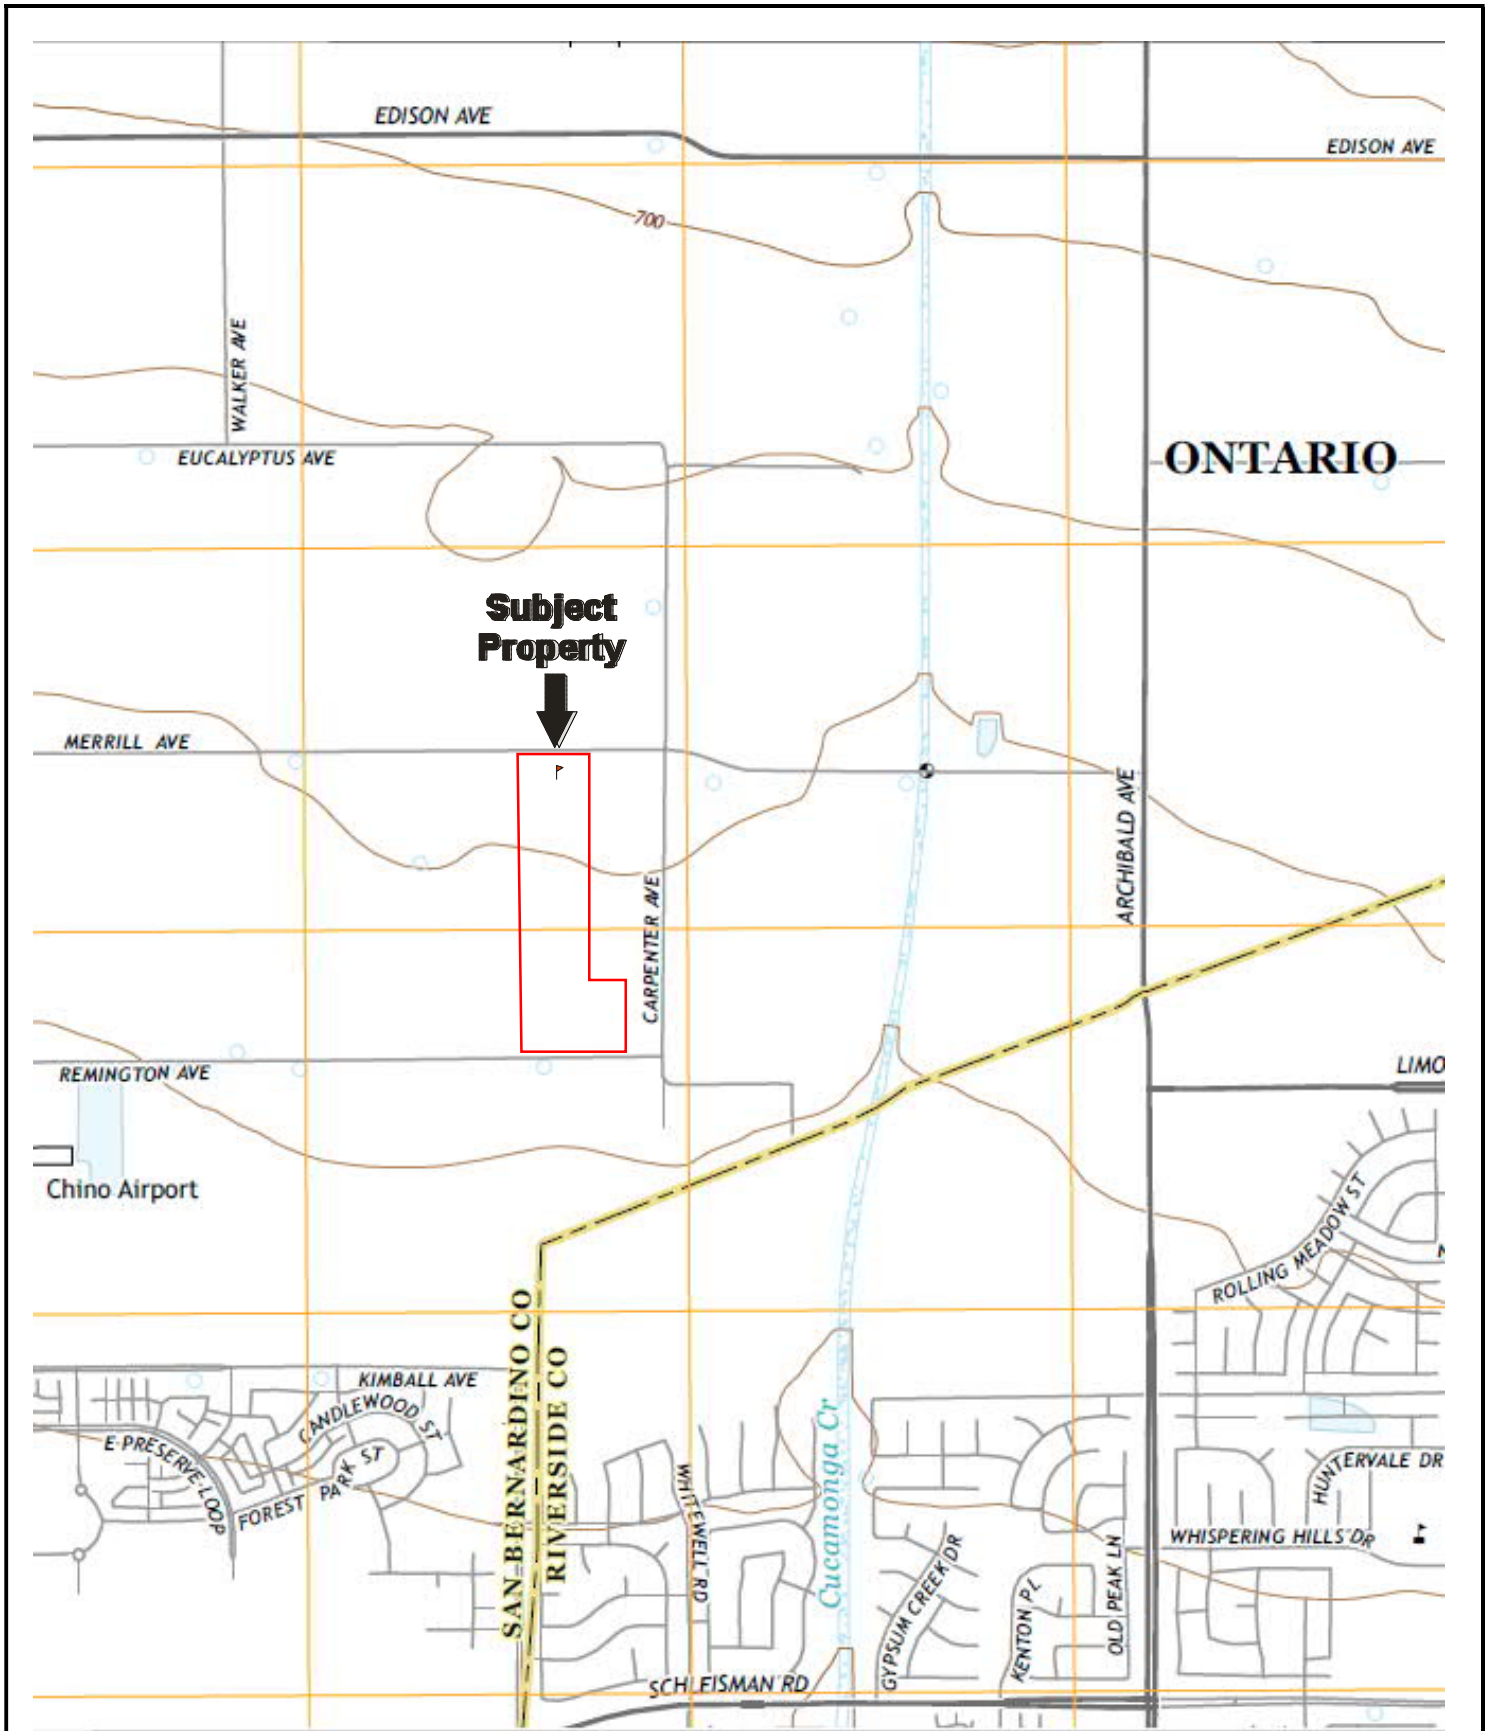 EDISON AVE
EDISON AVE
700
WALKER AVE
EUCALYPTUS AVE
ONTARIO
Subject
Property
MERRILL AVE
ARCHIBALD AVE
CARPENTER AVE
REMINGTON AVE
LIMO
Chino Airport
ROLLING MEADOW ST
SAN BERNARDINO CO
RIVERSIDE CO
KIMBALL AVE
CANDLEWOOD ST
E PRESERVE LOOP
FOREST PARK ST
WHITEWELL RD
Cucamonga Cr
HUNTERVALE DR
WHISPERING HILLS DR
GYPSUM CREEK DR
KENTON PL
OLD PEAK LN
SCHLEISMAN RD